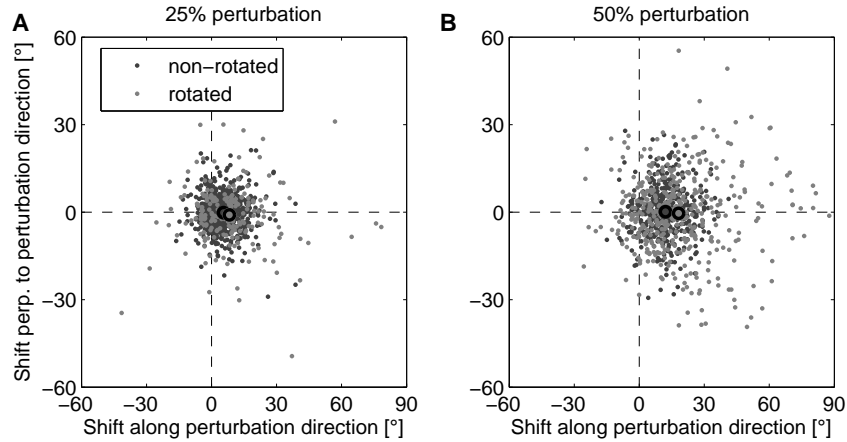 A
25% perturbation
B
50% perturbation
Shift perp. to perturbation direction [°]
60
30
0
−30
−60
non−rotated
rotated
−60
−30
0
30
60
90
Shift along perturbation direction [°]
60
30
0
−30
−60
−60
−30
0
30
60
90
Shift along perturbation direction [°]